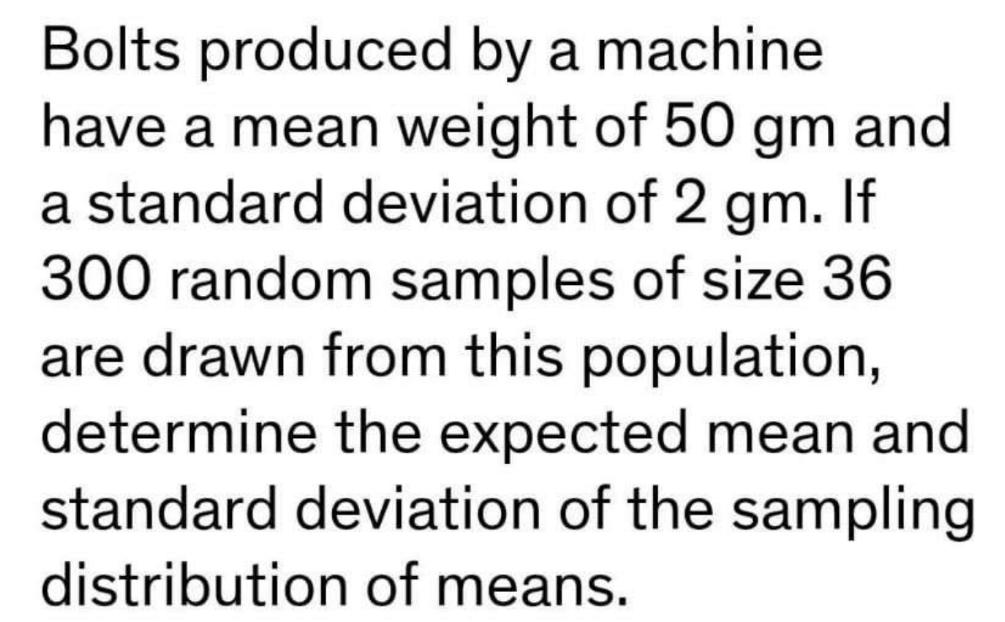 Bolts produced by a machine
have a mean weight of 50 gm and
a standard deviation of 2 gm. If
300 random samples of size 36
are drawn from this population,
determine the expected mean and
standard deviation of the sampling
distribution of means.